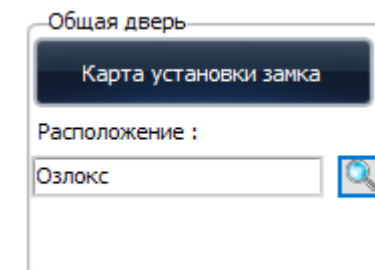 Общая дверь
Карта установки замка
Расположение :
Озлокс